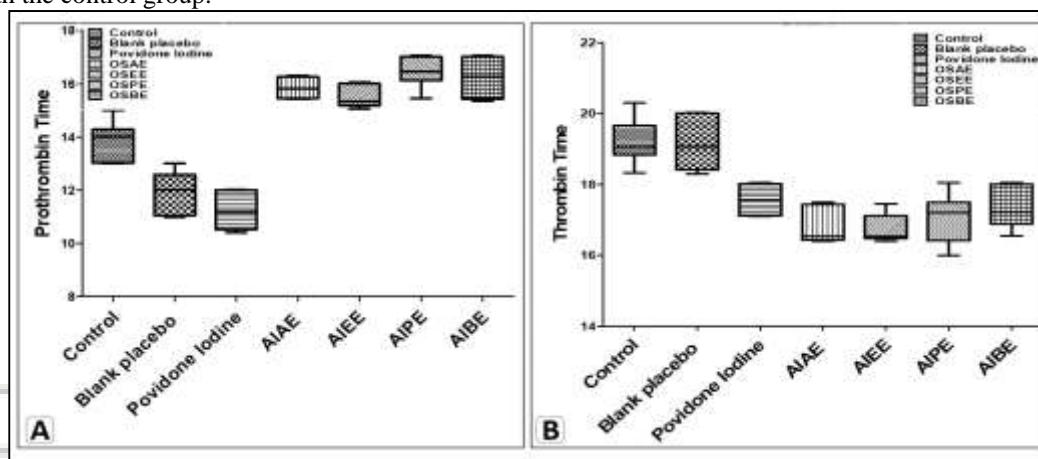 in the control group.
18
16
14
12
10
8
Prothrombin Time
Control
Blank placebo
Povidone Iodine
OSAE
OSEE
OSPE
OSBE
Control
Blank placebo
Povidone Iodine
AIAE
AIEE
AIPE
AIBE
A
22
20
18
16
14
Thrombin Time
Control
Blank placebo
Povidone Iodine
OSAE
OSEE
OSPE
OSBE
Control
Blank placebo
Povidone Iodine
AIAE
AIEE
AIPE
AIBE
B